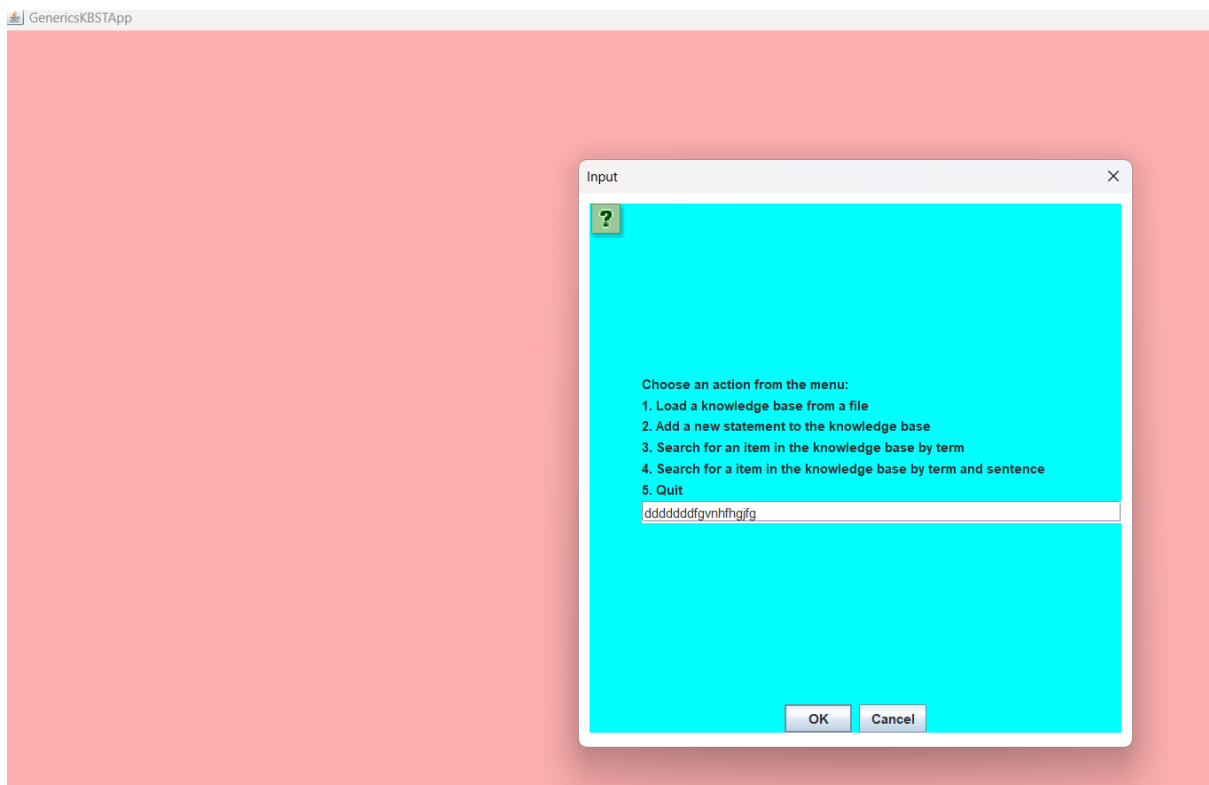 GenericsKBSTApp
Input
?
Choose an action from the menu:
1. Load a knowledge base from a file
2. Add a new statement to the knowledge base
3. Search for an item in the knowledge base by term
4. Search for a item in the knowledge base by term and sentence
5. Quit
dddddddfgvnhfhgjfg
OK Cancel